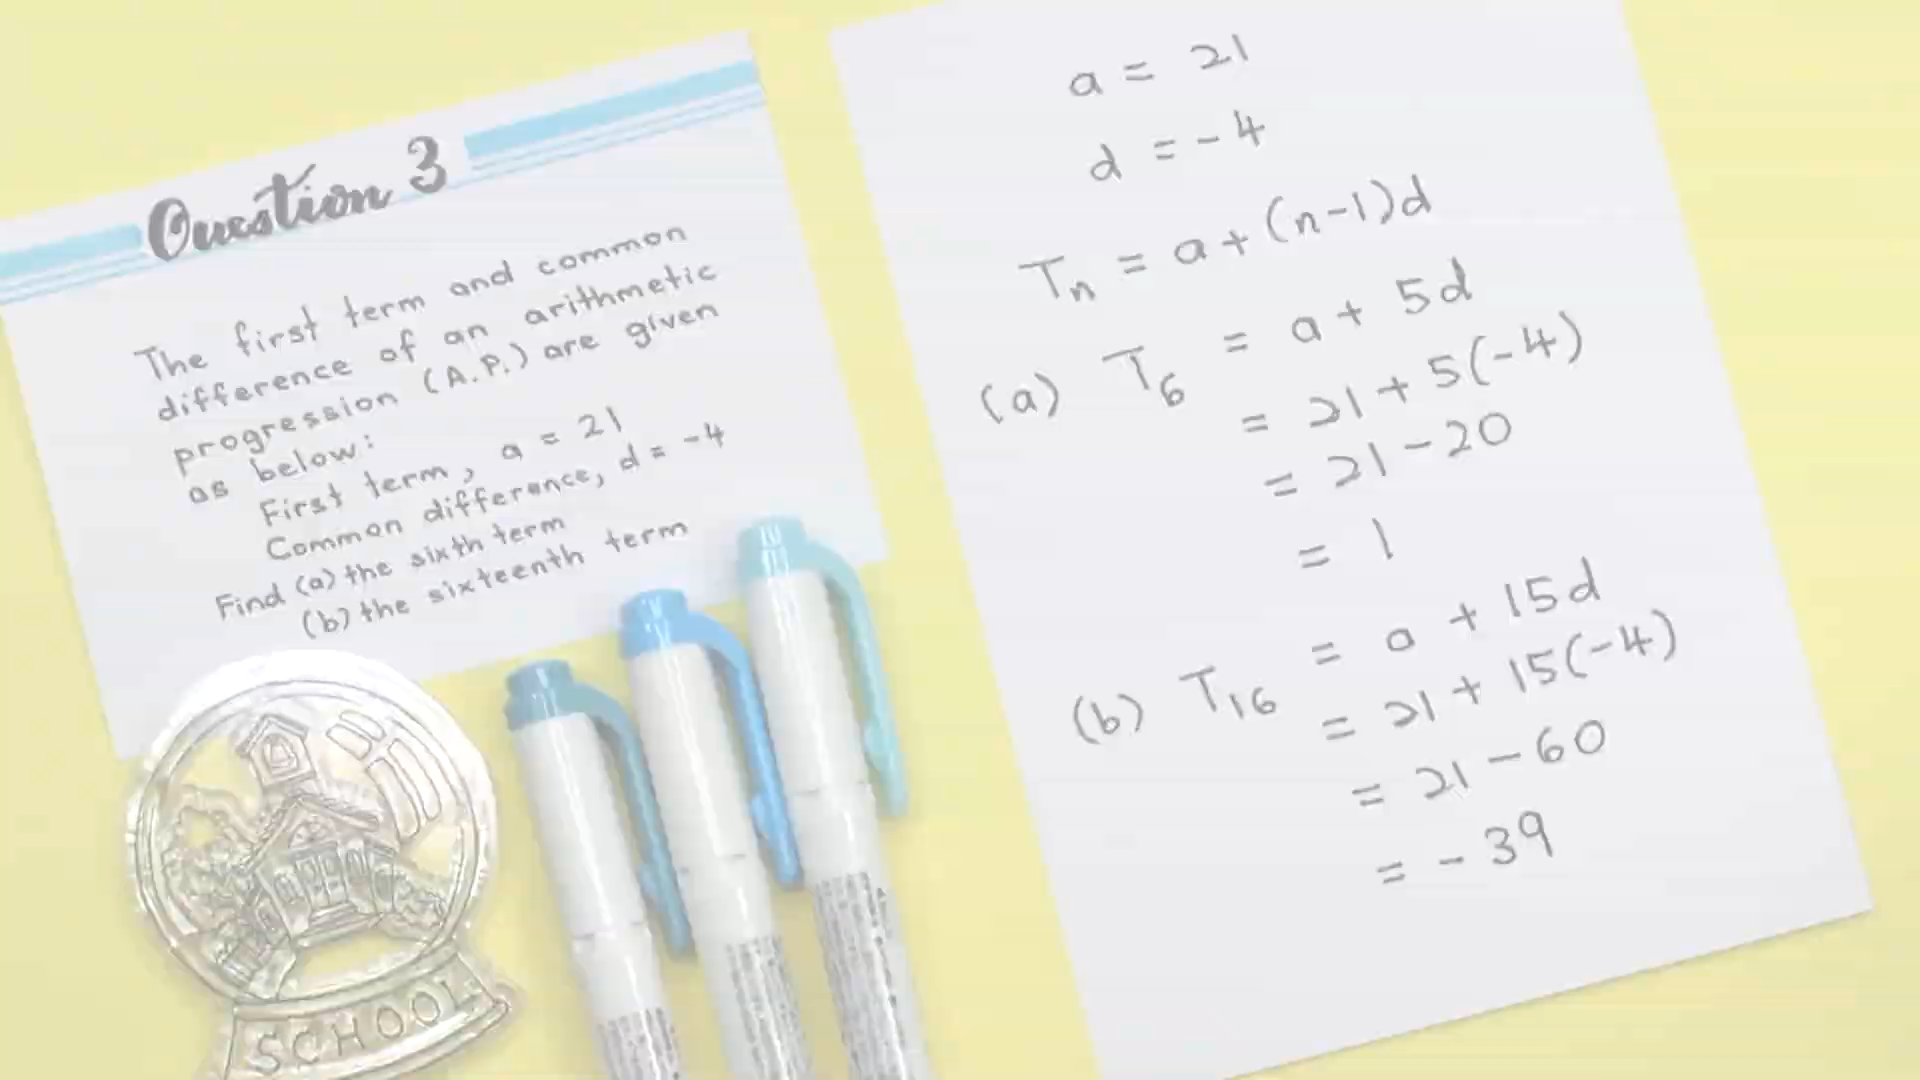 Question 3
The first term and common
difference of an arithmetic
progression (A.P.) are given
as below:
First term, a = 21
Common difference, d = -4
Find (a) the sixth term
(b) the sixteenth term
SCHOOL
a = 21
d = -4
Tn = a + (n-1)d
(a) T6 = a + 5d
= 21 + 5(-4)
= 21 - 20
= 1
(b) T16 = a + 15d
= 21 + 15(-4)
= 21 - 60
= -39